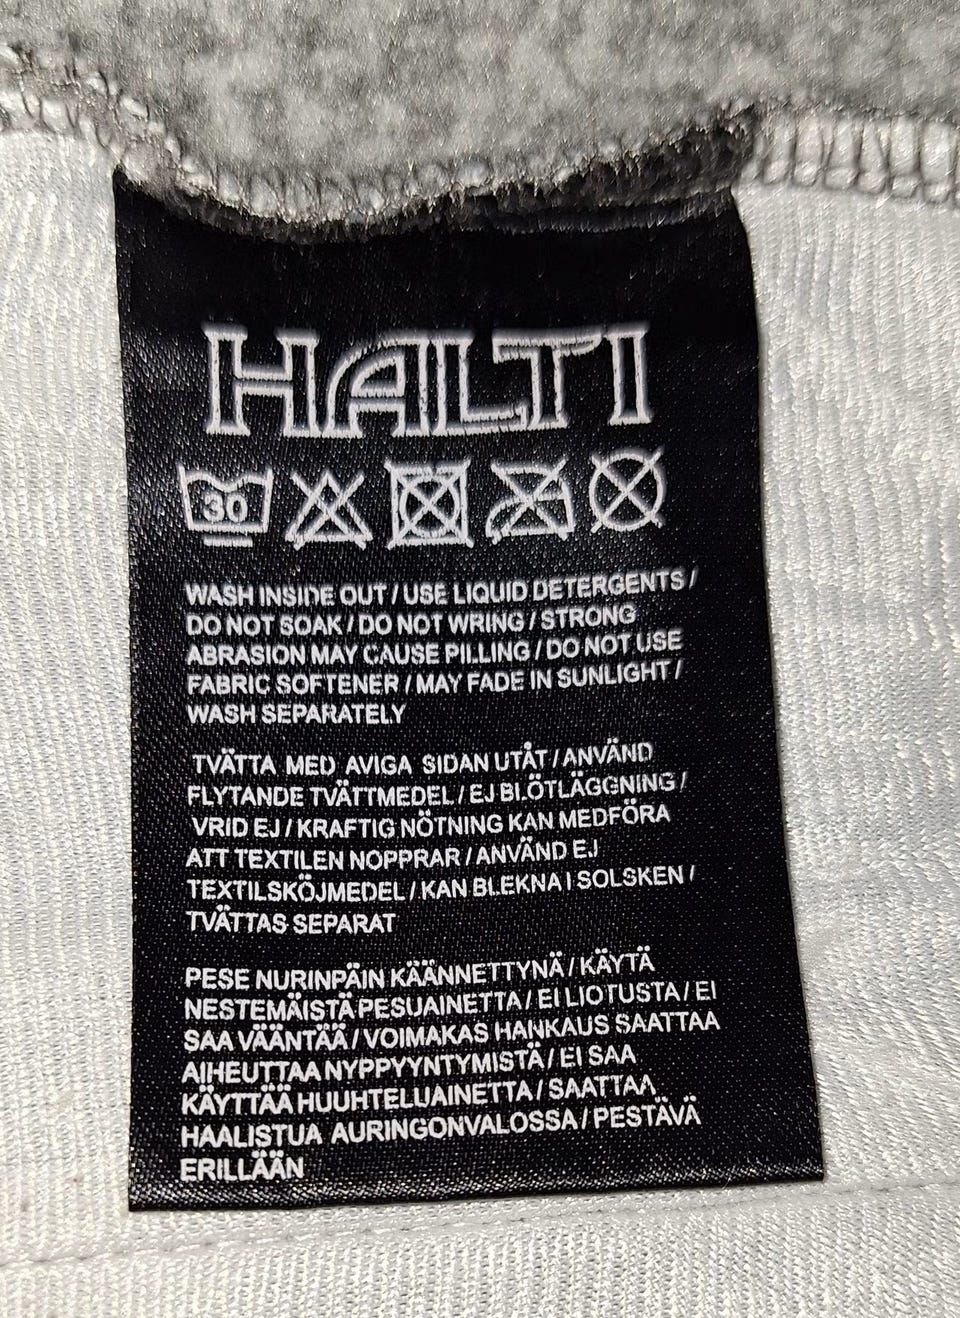 HALTI
30
WASH INSIDE OUT / USE LIQUID DETERGENTS /
DO NOT SOAK / DO NOT WRING / STRONG
ABRASION MAY CAUSE PILLING / DO NOT USE
FABRIC SOFTENER / MAY FADE IN SUNLIGHT /
WASH SEPARATELY
TVÄTTA MED AVIGA SIDAN UTÅT / ANVÄND
FLYTANDE TVÄTTMEDEL / EJ BLÖTLÄGGNING /
VRID EJ / KRAFTIG NÖTNING KAN MEDFÖRA
ATT TEXTILEN NOPPRAR / ANVÄND EJ
TEXTILSKÖJMEDEL / KAN BLEKNA I SOLSKEN /
TVÄTTAS SEPARAT
PESE NURINPÄIN KÄÄNNETTYNÄ / KÄYTÄ
NESTEMÄISTÄ PESUAINETTA / EI LIOTUSTA / EI
SAA VÄÄNTÄÄ / VOIMAKAS HANKAUS SAATTAA
AIHEUTTAA NYPPYYNTYMISTÄ / EI SAA
KÄYTTÄÄ HUUHTELUAINETTA / SAATTAA
HAALISTUA AURINGONVALOSSA / PESTÄVÄ
ERILLÄÄN